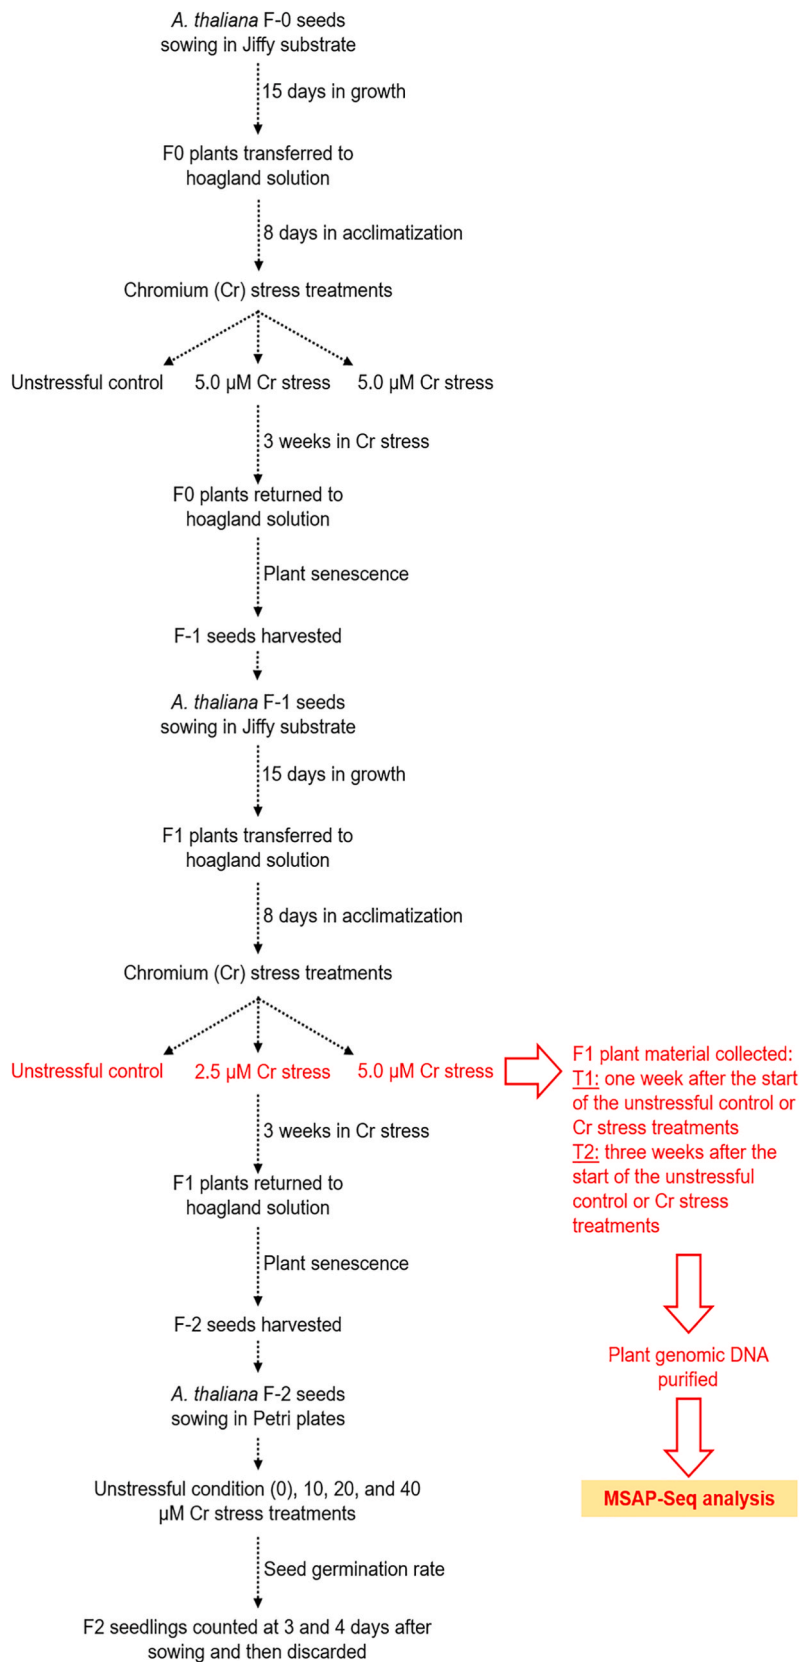 A. thaliana F-0 seeds
sowing in Jiffy substrate
15 days in growth
F0 plants transferred to
hoagland solution
8 days in acclimatization
Chromium (Cr) stress treatments
Unstressful control 5.0 µM Cr stress 5.0 µM Cr stress
3 weeks in Cr stress
F0 plants returned to
hoagland solution
Plant senescence
F-1 seeds harvested
A. thaliana F-1 seeds
sowing in Jiffy substrate
15 days in growth
F1 plants transferred to
hoagland solution
8 days in acclimatization
Chromium (Cr) stress treatments
Unstressful control 2.5 µM Cr stress 5.0 µM Cr stress
F1 plant material collected:
T1: one week after the start
of the unstressful control or
Cr stress treatments
T2: three weeks after the
start of the unstressful
control or Cr stress
treatments
Plant genomic DNA
purified
MSAP-Seq analysis
3 weeks in Cr stress
F1 plants returned to
hoagland solution
Plant senescence
F-2 seeds harvested
A. thaliana F-2 seeds
sowing in Petri plates
Unstressful condition (0), 10, 20, and 40
µM Cr stress treatments
Seed germination rate
F2 seedlings counted at 3 and 4 days after
sowing and then discarded